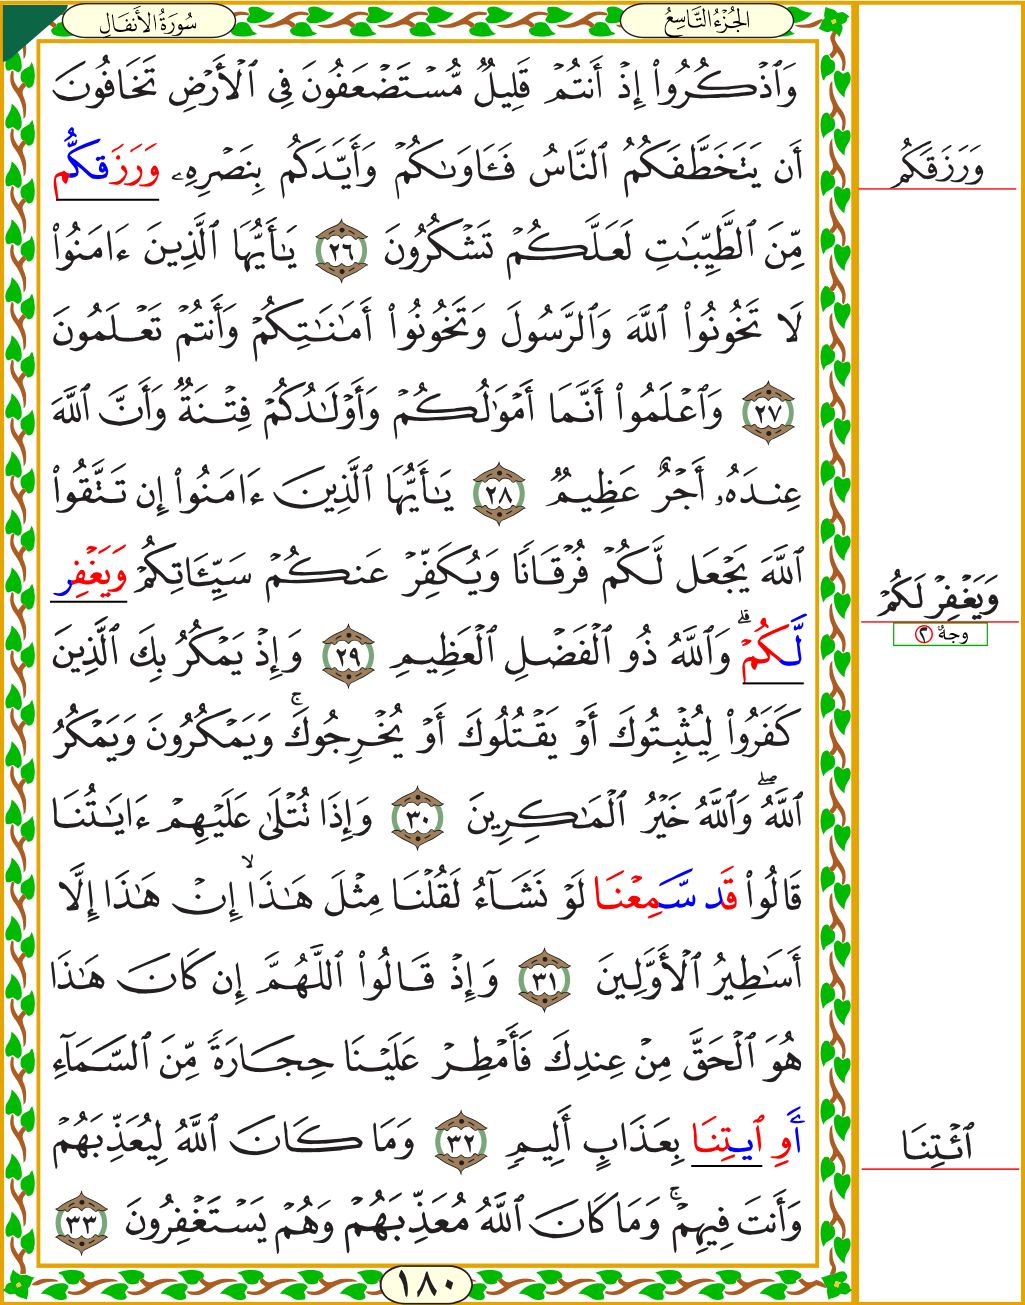 الجُزْءُ التَّاسِعُ
سُورَةُ الأَنفَالِ
وَٱذْكُرُوا۟ إِذْ أَنتُمْ قَلِيلٌ مُّسْتَضْعَفُونَ فِى ٱلْأَرْضِ تَخَافُونَ
أَن يَتَخَطَّفَكُمُ ٱلنَّاسُ فَـَٔاوَىٰكُمْ وَأَيَّدَكُم بِنَصْرِهِۦ وَرَزَقكُّم
مِّنَ ٱلطَّيِّبَـٰتِ لَعَلَّكُمْ تَشْكُرُونَ ٢٦ يَـٰٓأَيُّهَا ٱلَّذِينَ ءَامَنُوا۟
لَا تَخُونُوا۟ ٱللَّهَ وَٱلرَّسُولَ وَتَخُونُوٓا۟ أَمَـٰنَـٰتِكُمْ وَأَنتُمْ تَعْلَمُونَ
٢٧ وَٱعْلَمُوٓا۟ أَنَّمَآ أَمْوَٰلُكُمْ وَأَوْلَـٰدُكُمْ فِتْنَةٌ وَأَنَّ ٱللَّهَ
عِندَهُۥٓ أَجْرٌ عَظِيمٌ ٢٨ يَـٰٓأَيُّهَا ٱلَّذِينَ ءَامَنُوٓا۟ إِن تَتَّقُوا۟
ٱللَّهَ يَجْعَل لَّكُمْ فُرْقَانًا وَيُكَفِّرْ عَنكُمْ سَيِّـَٔاتِكُمْ وَيَغْفِر
لَّكُمْ ۗ وَٱللَّهُ ذُو ٱلْفَضْلِ ٱلْعَظِيمِ ٢٩ وَإِذْ يَمْكُرُ بِكَ ٱلَّذِينَ
كَفَرُوا۟ لِيُثْبِتُوكَ أَوْ يَقْتُلُوكَ أَوْ يُخْرِجُوكَ ۚ وَيَمْكُرُونَ وَيَمْكُرُ
ٱللَّهُ ۖ وَٱللَّهُ خَيْرُ ٱلْمَـٰكِرِينَ ٣٠ وَإِذَا تُتْلَىٰ عَلَيْهِمْ ءَايَـٰتُنَا
قَالُوا۟ قَد سَّمِعْنَا لَوْ نَشَآءُ لَقُلْنَا مِثْلَ هَـٰذَآ ۙ إِنْ هَـٰذَآ إِلَّآ
أَسَـٰطِيرُ ٱلْأَوَّلِينَ ٣١ وَإِذْ قَالُوا۟ ٱللَّهُمَّ إِن كَانَ هَـٰذَا
هُوَ ٱلْحَقَّ مِنْ عِندِكَ فَأَمْطِرْ عَلَيْنَا حِجَارَةً مِّنَ ٱلسَّمَآءِ
أَوِ ٱيتِنَا بِعَذَابٍ أَلِيمٍ ٣٢ وَمَا كَانَ ٱللَّهُ لِيُعَذِّبَهُمْ
وَأَنتَ فِيهِمْ ۚ وَمَا كَانَ ٱللَّهُ مُعَذِّبَهُمْ وَهُمْ يَسْتَغْفِرُونَ ٣٣
١٨٠
وَرَزَقَكُم
وَيَغْفِرْ لَكُمْ
وجهٌ ٢
ٱئْتِنَا